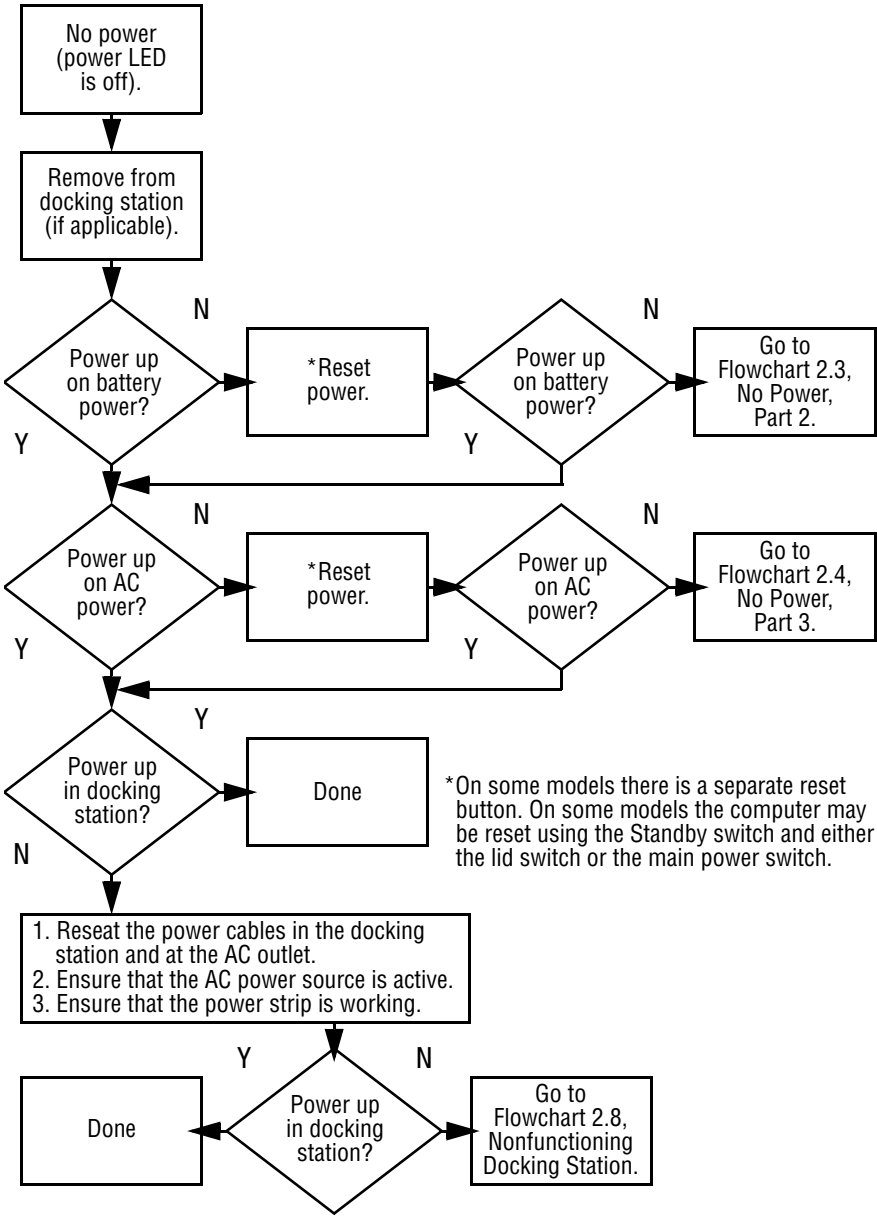 No power
(power LED
is off).
Remove from
docking station
(if applicable).
N
Power up
on battery
power?
Y
*Reset
power.
N
Power up
on battery
power?
Y
Go to
Flowchart 2.3,
No Power,
Part 2.
N
Power up
on AC
power?
Y
*Reset
power.
N
Power up
on AC
power?
Y
Go to
Flowchart 2.4,
No Power,
Part 3.
Y
Power up
in docking
station?
N
Done
*On some models there is a separate reset
button. On some models the computer may
be reset using the Standby switch and either
the lid switch or the main power switch.
1. Reseat the power cables in the docking
station and at the AC outlet.
2. Ensure that the AC power source is active.
3. Ensure that the power strip is working.
Y
N
Done
Power up
in docking
station?
Go to
Flowchart 2.8,
Nonfunctioning
Docking Station.